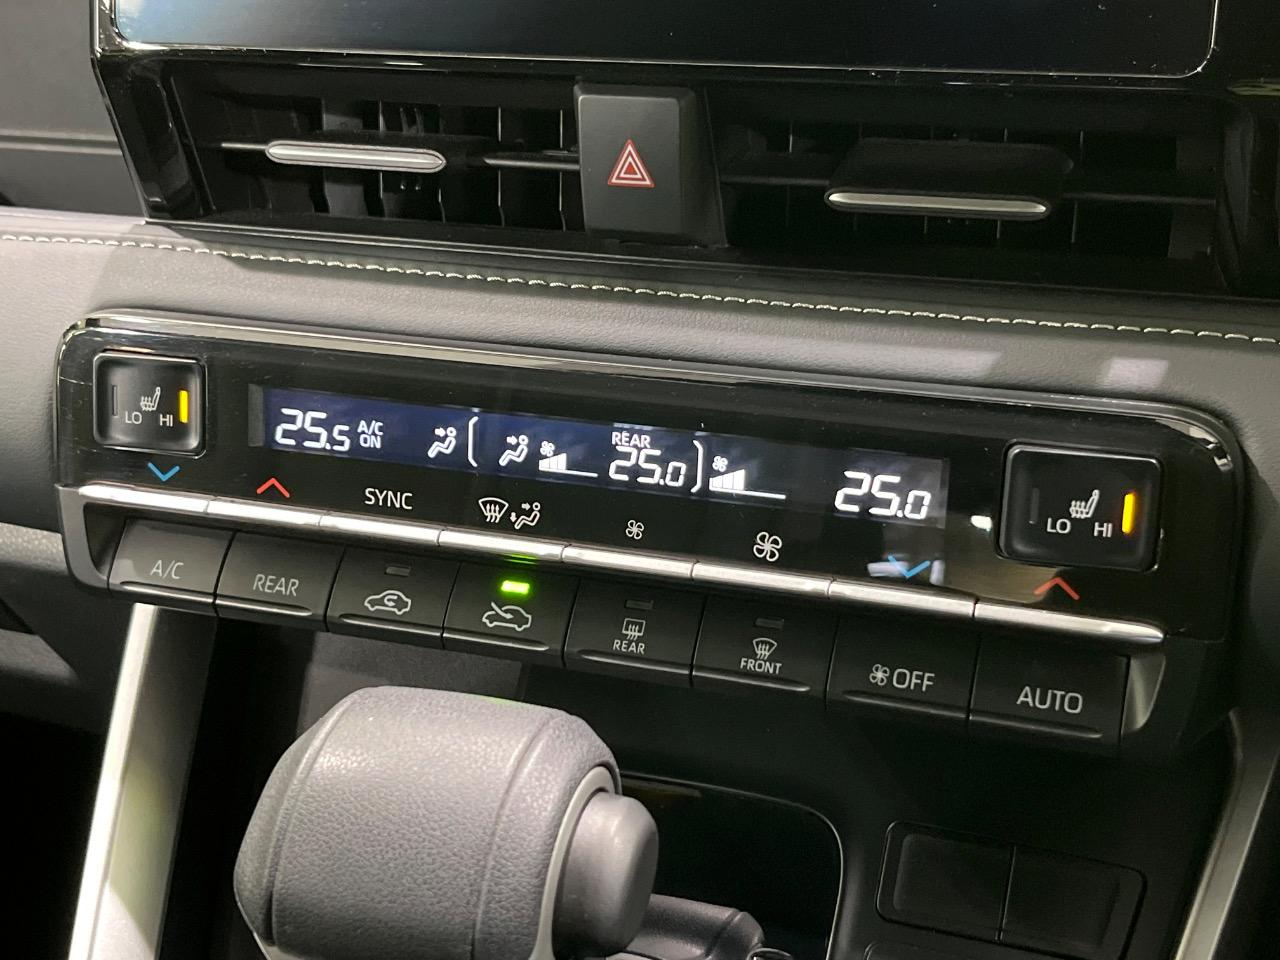 LO HI
25.5 A/C ON
REAR
25.0
25.0
LO HI
SYNC
A/C
REAR
REAR
FRONT
OFF
AUTO